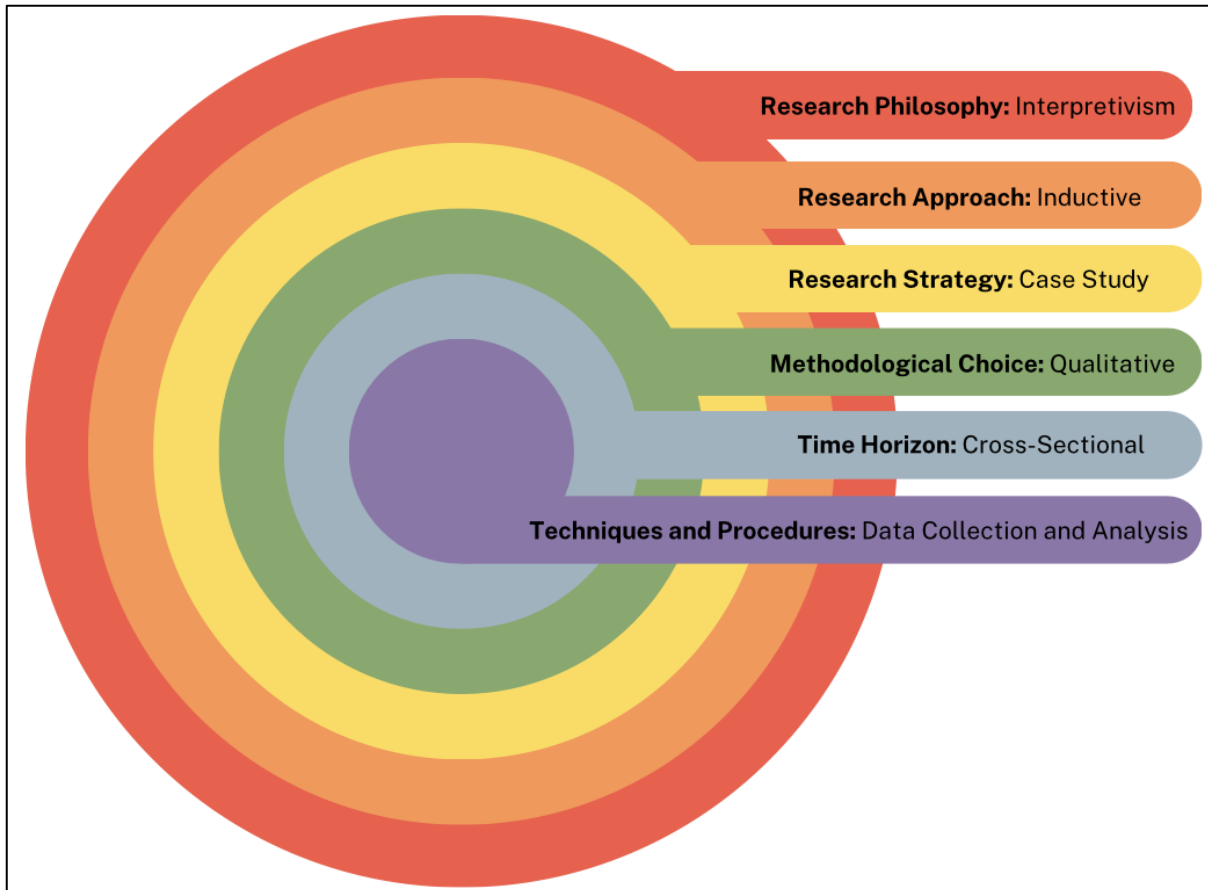 Research Philosophy: Interpretivism
Research Approach: Inductive
Research Strategy: Case Study
Methodological Choice: Qualitative
Time Horizon: Cross-Sectional
Techniques and Procedures: Data Collection and Analysis